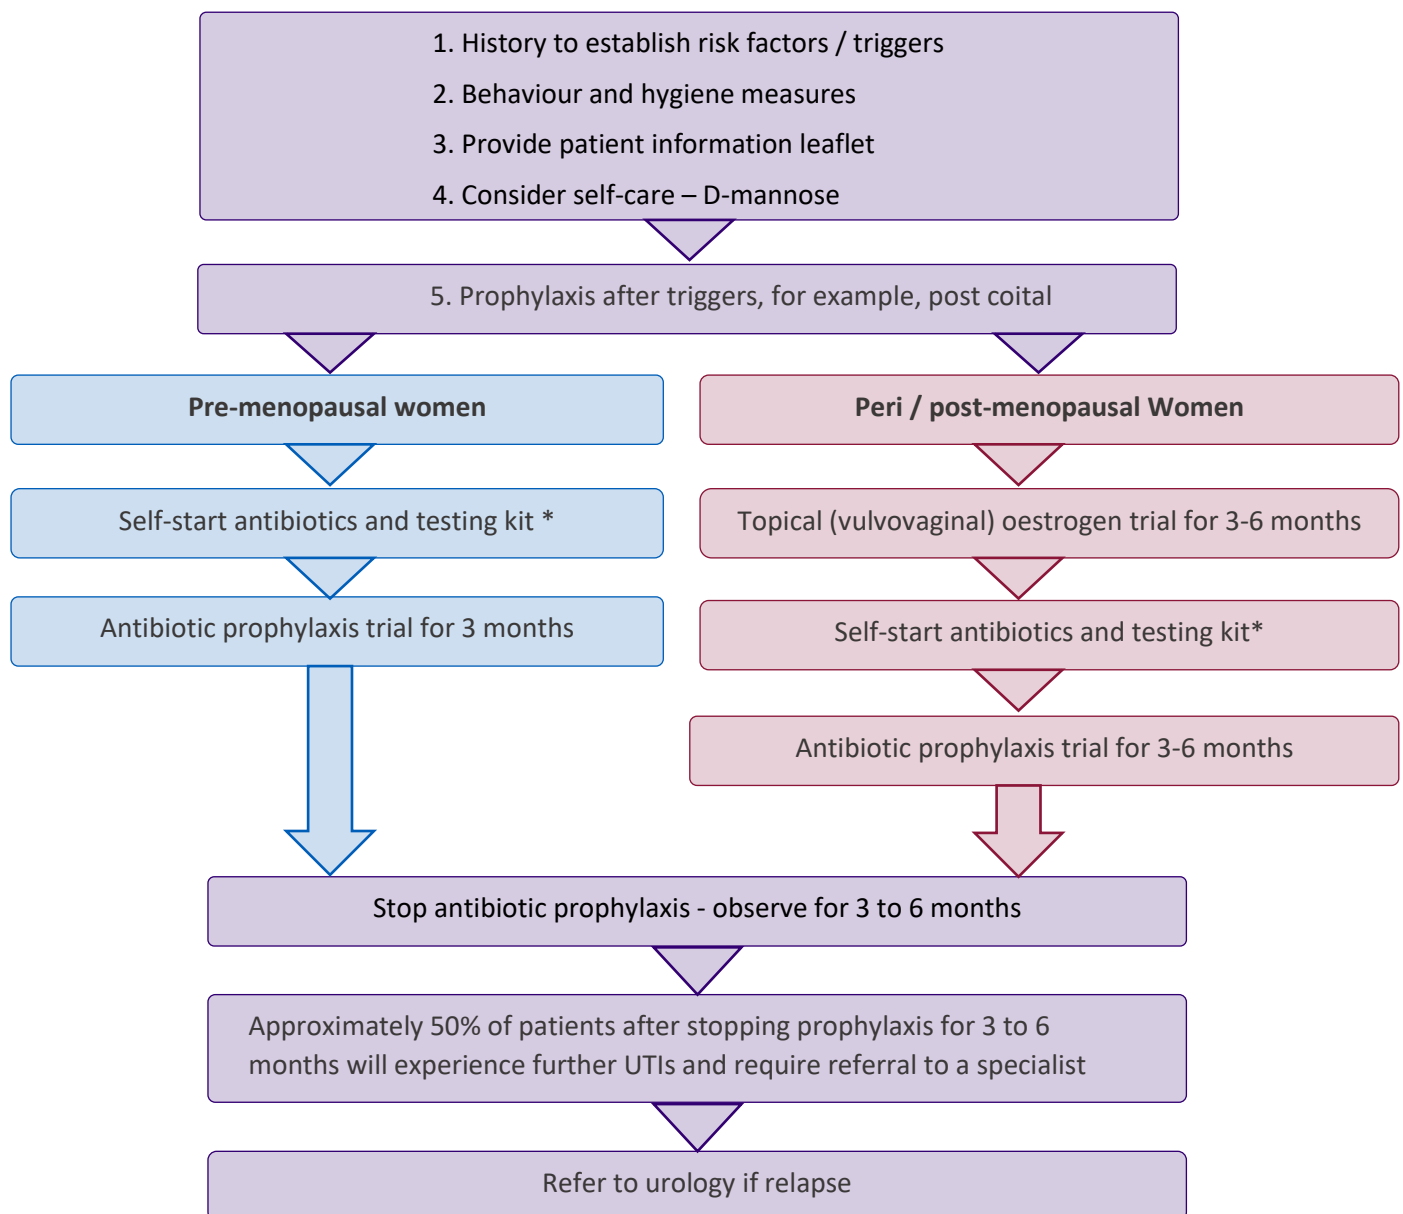 1. History to establish risk factors / triggers
2. Behaviour and hygiene measures
3. Provide patient information leaflet
4. Consider self-care – D-mannose
5. Prophylaxis after triggers, for example, post coital
Pre-menopausal women
Self-start antibiotics and testing kit *
Antibiotic prophylaxis trial for 3 months
Peri / post-menopausal Women
Topical (vulvovaginal) oestrogen trial for 3-6 months
Self-start antibiotics and testing kit*
Antibiotic prophylaxis trial for 3-6 months
Stop antibiotic prophylaxis - observe for 3 to 6 months
Approximately 50% of patients after stopping prophylaxis for 3 to 6
months will experience further UTIs and require referral to a specialist
Refer to urology if relapse